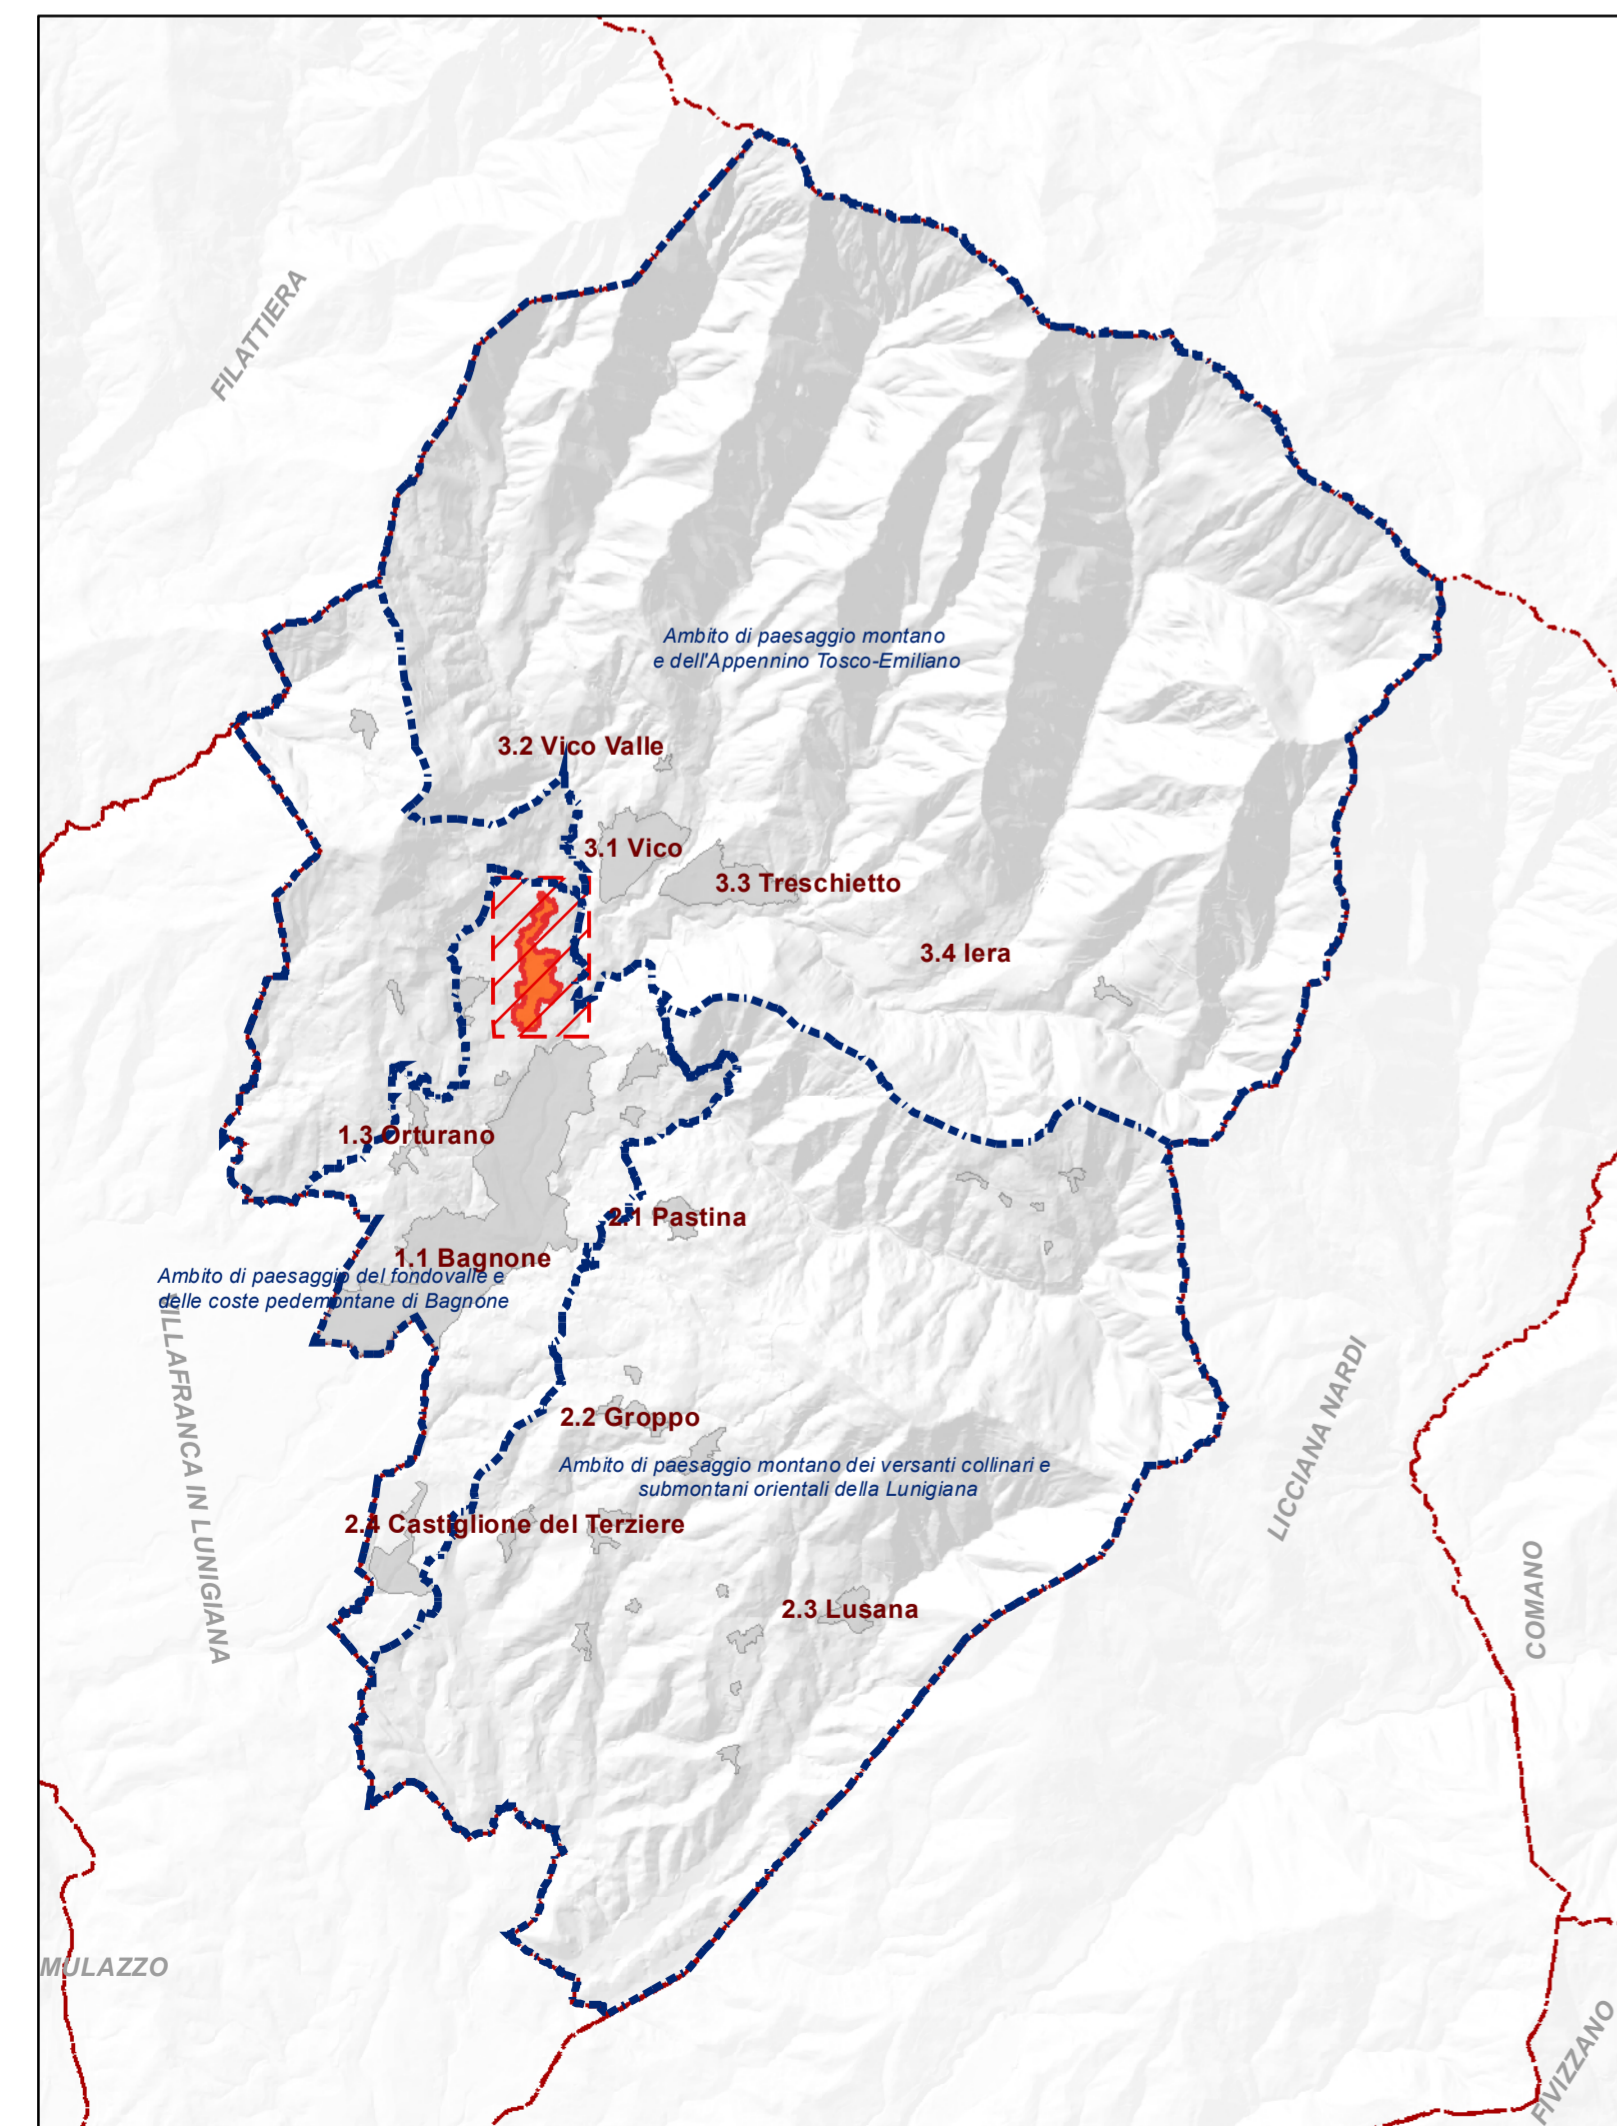 FILATTIERA
Ambito di paesaggio montano
e dell'Appennino Tosco-Emiliano
3.2 Vico Valle
3.1 Vico
3.3 Treschietto
3.4 Iera
1.3 Orturano
2.1 Pastina
1.1 Bagnone
Ambito di paesaggio del fondovalle e
delle coste pedemontane di Bagnone
VILLAFRANCA IN LUNIGIANA
LICCIANA NARDI
2.2 Groppo
Ambito di paesaggio montano dei versanti collinari e
submontani orientali della Lunigiana
2.4 Castiglione del Terziere
COMANO
2.3 Lusana
MULAZZO
FIVIZZANO